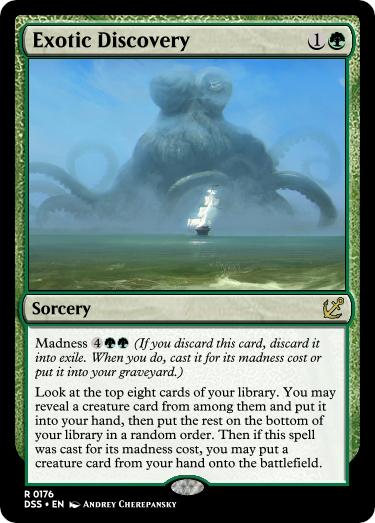 Exotic Discovery 1
Sorcery
Madness 4 (If you discard this card, discard it
into exile. When you do, cast it for its madness cost or
put it into your graveyard.)
Look at the top eight cards of your library. You may
reveal a creature card from among them and put it
into your hand, then put the rest on the bottom of
your library in a random order. Then if this spell
was cast for its madness cost, you may put a
creature card from your hand onto the battlefield.
R 0176
DSS • EN Andrey Cherepansky